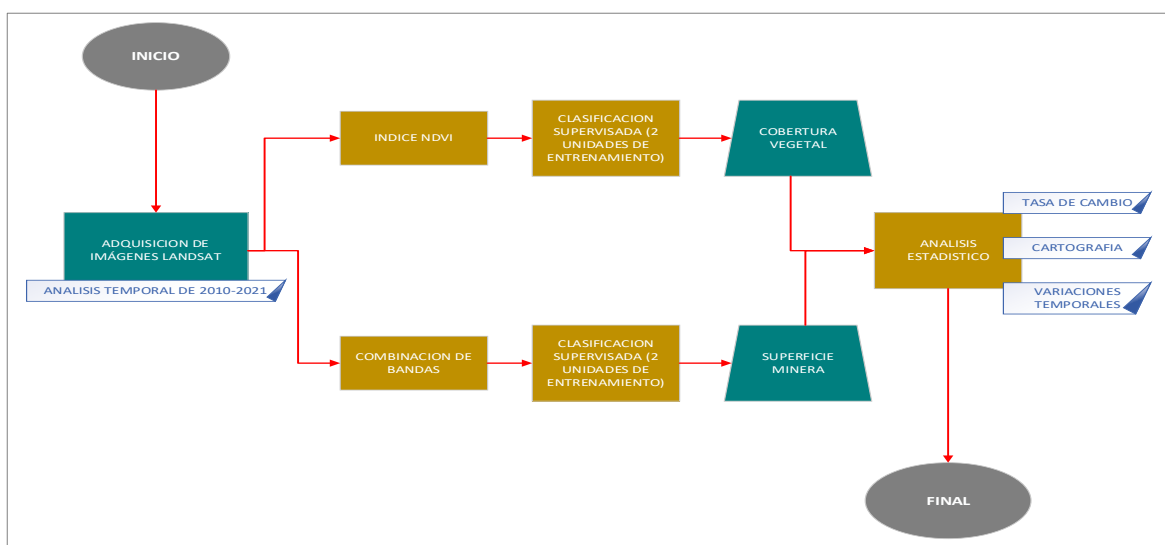 INICIO
ADQUISICION DE
IMÁGENES LANDSAT
ANALISIS TEMPORAL DE 2010-2021
INDICE NDVI
CLASIFICACION
SUPERVISADA (2
UNIDADES DE
ENTRENAMIENTO)
COBERTURA
VEGETAL
COMBINACION DE
BANDAS
CLASIFICACION
SUPERVISADA (2
UNIDADES DE
ENTRENAMIENTO)
SUPERFICIE
MINERA
ANALISIS
ESTADISTICO
TASA DE CAMBIO
CARTOGRAFIA
VARIACIONES
TEMPORALES
FINAL